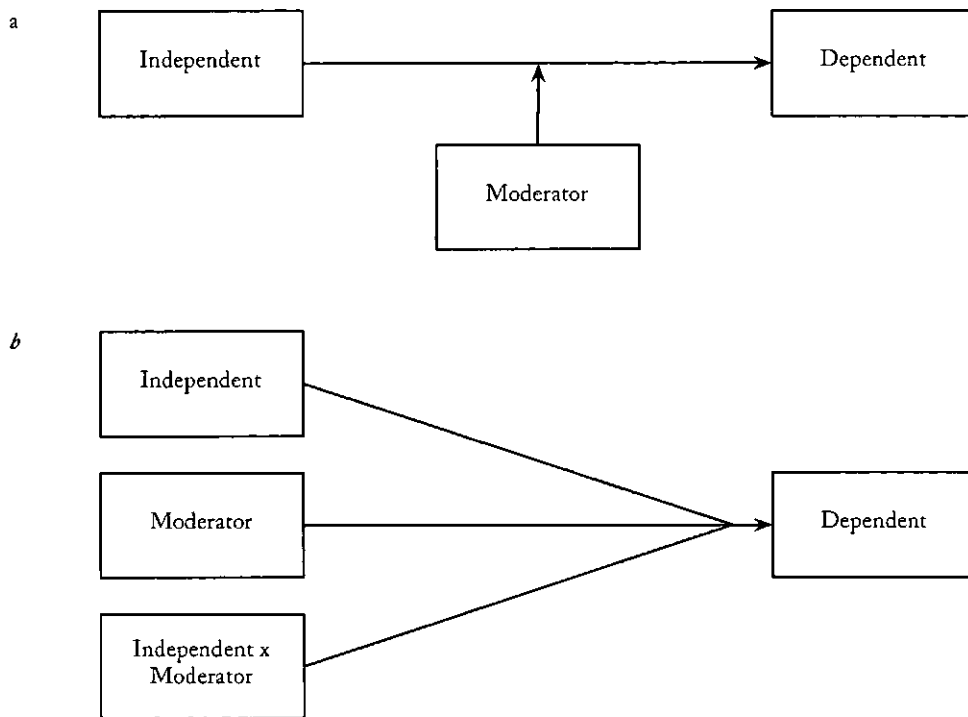 a
Independent
Dependent
Moderator
b
Independent
Moderator
Dependent
Independent x
Moderator